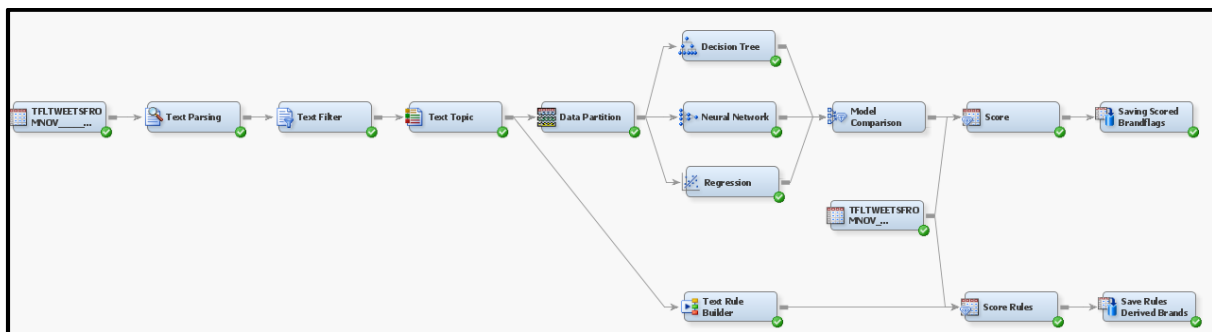 TFLTWEETSFRO
MNOV_____...
Text Parsing
Text Filter
Text Topic
Data Partition
Decision Tree
Neural Network
Regression
Model
Comparison
Score
Saving Scored
Brandflags
TFLTWEETSFRO
MNOV_...
Text Rule
Builder
Score Rules
Save Rules
Derived Brands